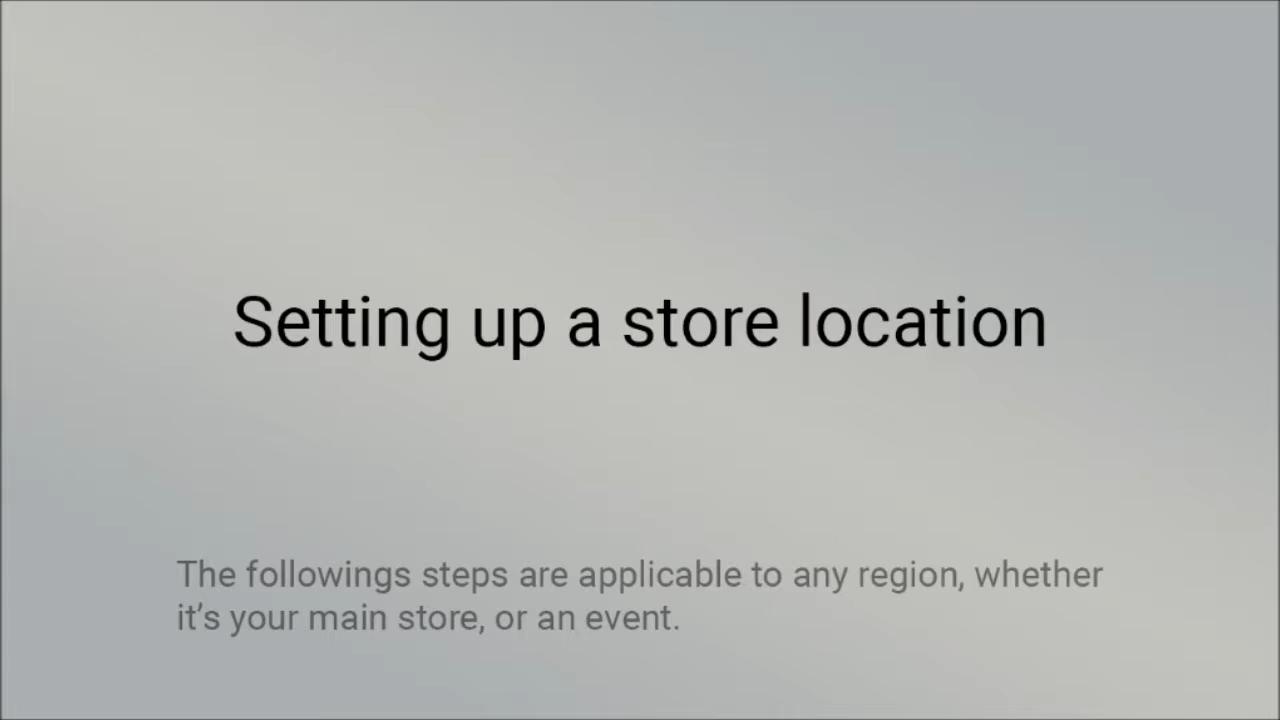 Setting up a store location
The followings steps are applicable to any region, whether
it’s your main store, or an event.